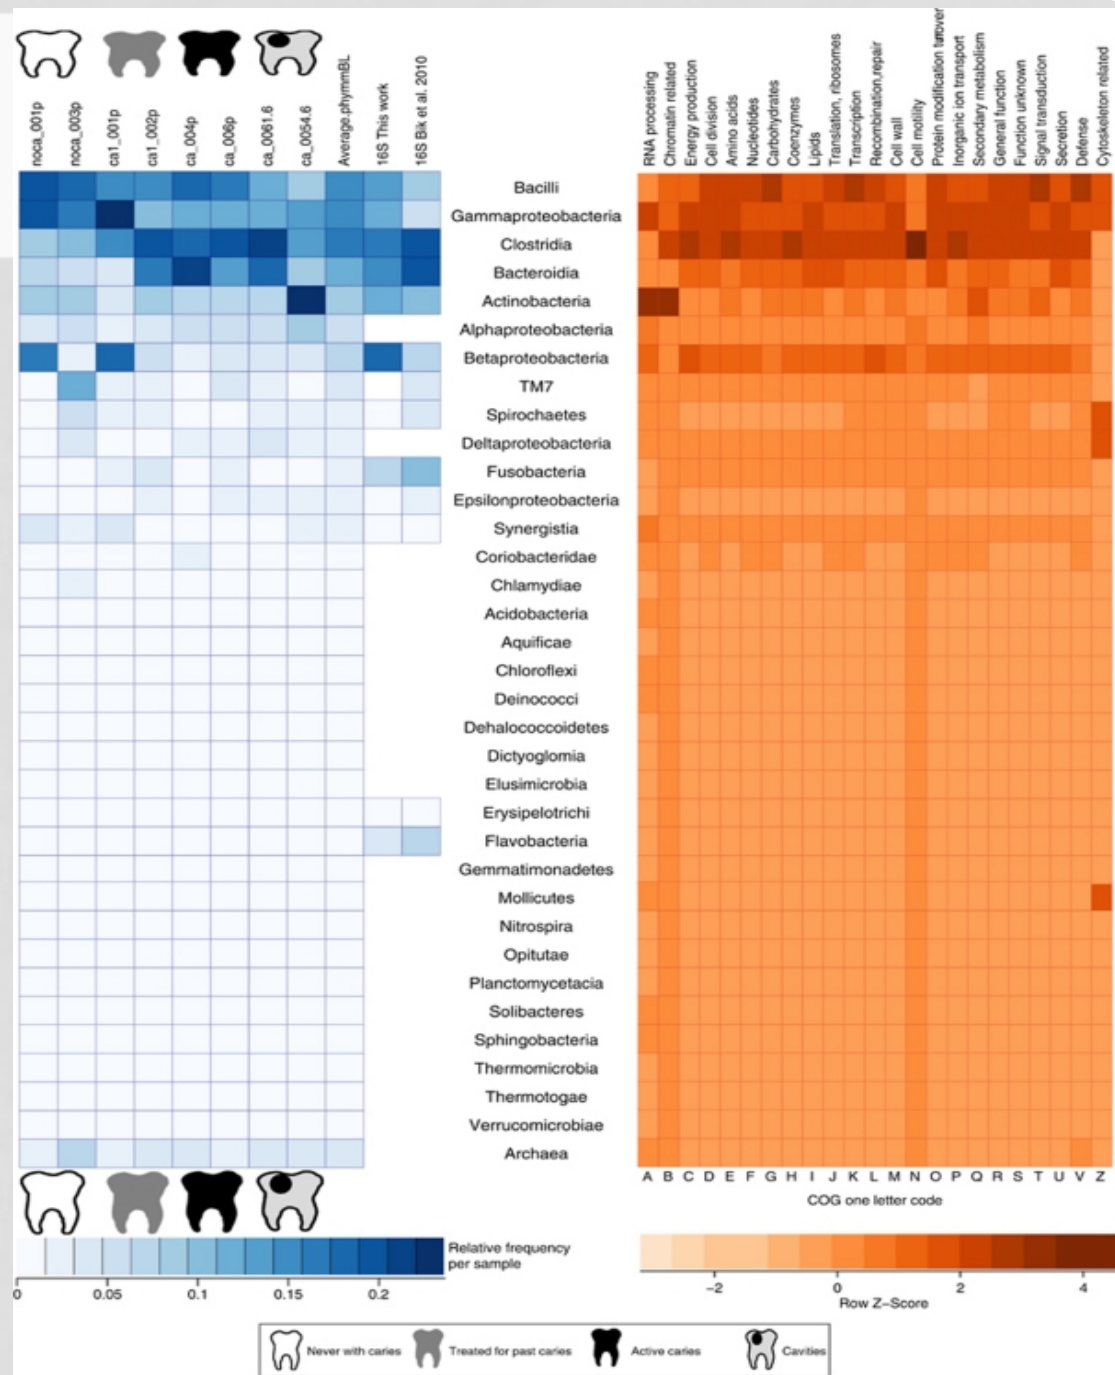 noca_001p
noca_003p
ca1_001p
ca1_002p
ca_004p
ca_006p
ca_0061.6
ca_0054.6
Average.phymmBL
16S This work
16S Bik et al. 2010
RNA processing
Chromatin related
Energy production
Cell division
Amino acids
Nucleotides
Carbohydrates
Coenzymes
Lipids
Translation, ribosomes
Transcription
Recombination,repair
Cell wall
Cell motility
Protein modification turnover
Inorganic ion transport
Secondary metabolism
General function
Function unknown
Signal transduction
Secretion
Defense
Cytoskeleton related
Bacilli
Gammaproteobacteria
Clostridia
Bacteroidia
Actinobacteria
Alphaproteobacteria
Betaproteobacteria
TM7
Spirochaetes
Deltaproteobacteria
Fusobacteria
Epsilonproteobacteria
Synergistia
Coriobacteridae
Chlamydiae
Acidobacteria
Aquificae
Chloroflexi
Deinococci
Dehalococcoidetes
Dictyoglomia
Elusimicrobia
Erysipelotrichi
Flavobacteria
Gemmatimonadetes
Mollicutes
Nitrospira
Opitutae
Planctomycetacia
Solibacteres
Sphingobacteria
Thermomicrobia
Thermotogae
Verrucomicrobiae
Archaea
A B C D E F G H I J K L M N O P Q R S T U V Z
COG one letter code
Relative frequency
per sample
0 0.05 0.1 0.15 0.2
−2 0 2 4
Row Z−Score
Never with caries Treated for past caries Active caries Cavities